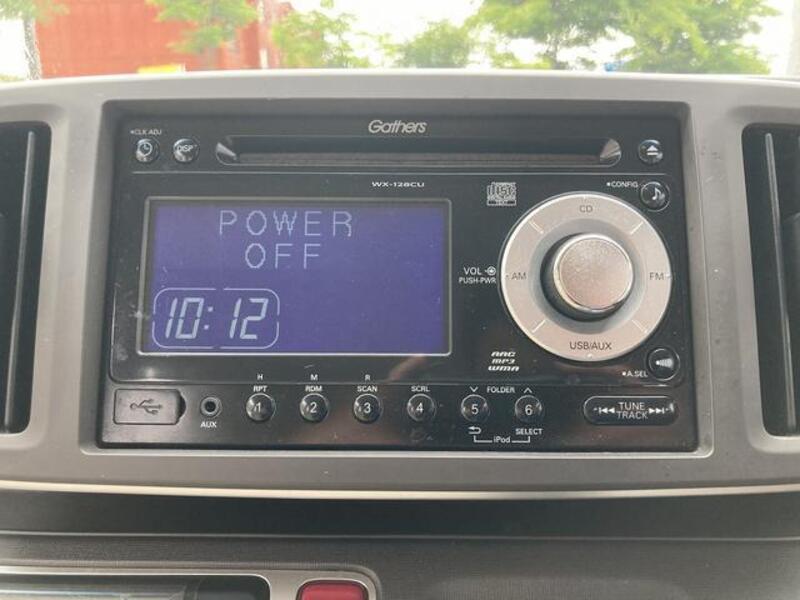 Gathers
CLK ADJ
DISP
WX-128CU
CONFIG
POWER
OFF
10:12
CD
VOL
PUSH-PWR
AM
FM
USB/AUX
AAC
MP3
WMA
A.SEL
H M R
RPT RDM SCAN SCRL FOLDER
1 2 3 4 5 6
AUX
iPod SELECT
TUNE
TRACK